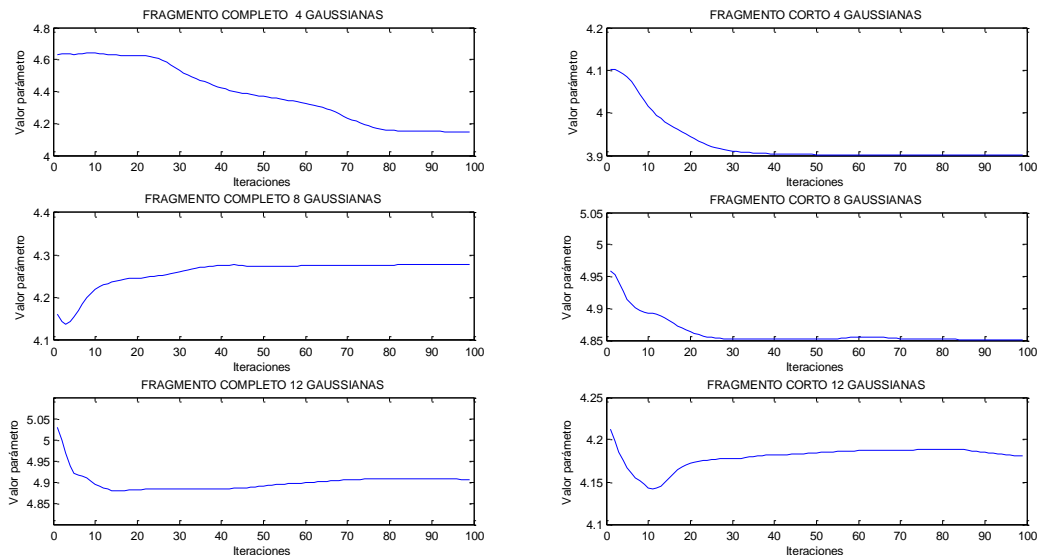 FRAGMENTO COMPLETO 4 GAUSSIANAS
Valor parámetro
4.8
4.6
4.4
4.2
4
0 10 20 30 40 50 60 70 80 90 100
Iteraciones
FRAGMENTO CORTO 4 GAUSSIANAS
Valor parámetro
4.2
4.1
4
3.9
0 10 20 30 40 50 60 70 80 90 100
Iteraciones
FRAGMENTO COMPLETO 8 GAUSSIANAS
Valor parámetro
4.4
4.3
4.2
4.1
0 10 20 30 40 50 60 70 80 90 100
Iteraciones
FRAGMENTO CORTO 8 GAUSSIANAS
Valor parámetro
5.05
5
4.95
4.9
4.85
0 10 20 30 40 50 60 70 80 90 100
Iteraciones
FRAGMENTO COMPLETO 12 GAUSSIANAS
Valor parámetro
5.05
5
4.95
4.9
4.85
0 10 20 30 40 50 60 70 80 90 100
Iteraciones
FRAGMENTO CORTO 12 GAUSSIANAS
Valor parámetro
4.25
4.2
4.15
4.1
0 10 20 30 40 50 60 70 80 90 100
Iteraciones